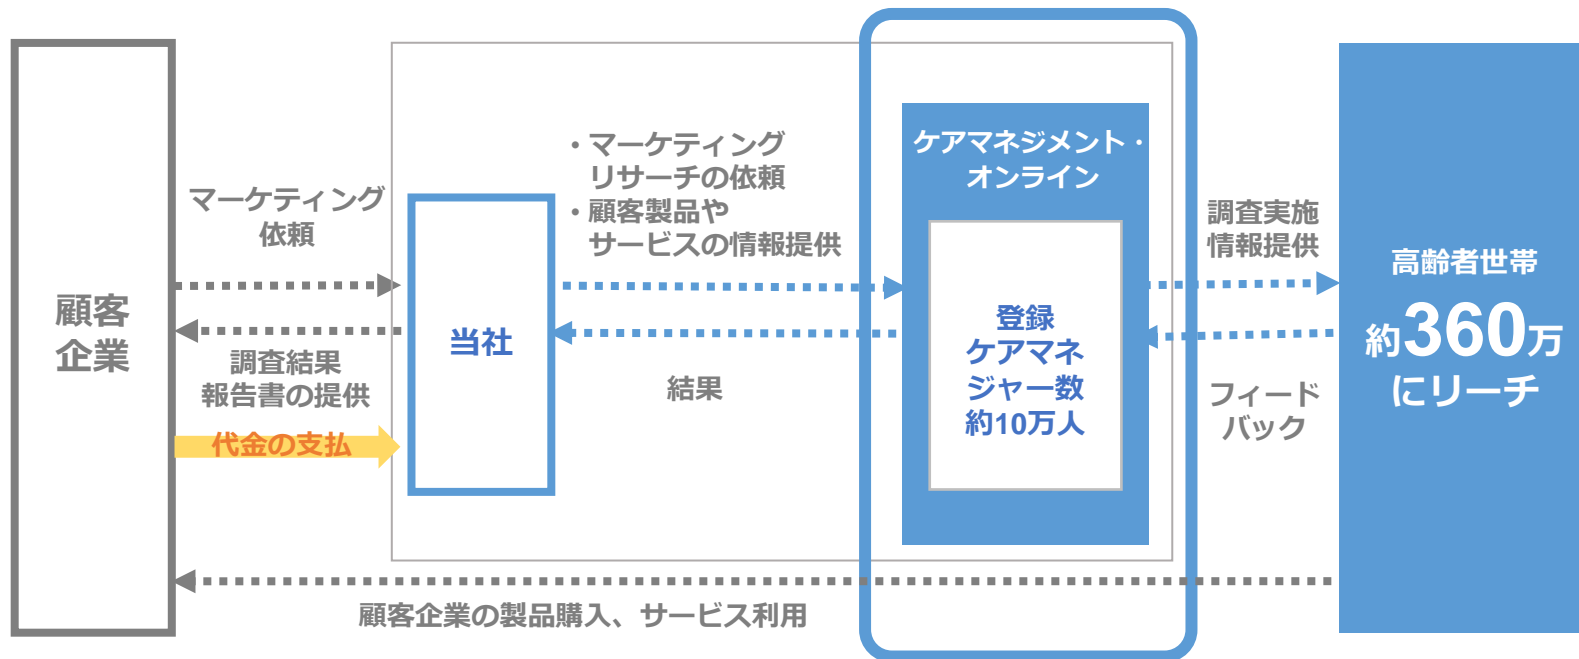 顧客
企業
マーケティング
依頼
調査結果
報告書の提供
代金の支払
当社
・マーケティング
リサーチの依頼
・顧客製品や
サービスの情報提供
結果
ケアマネジメント・
オンライン
登録
ケアマネ
ジャー数
約10万人
調査実施
情報提供
フィード
バック
高齢者世帯
約360万
にリーチ
顧客企業の製品購入、サービス利用